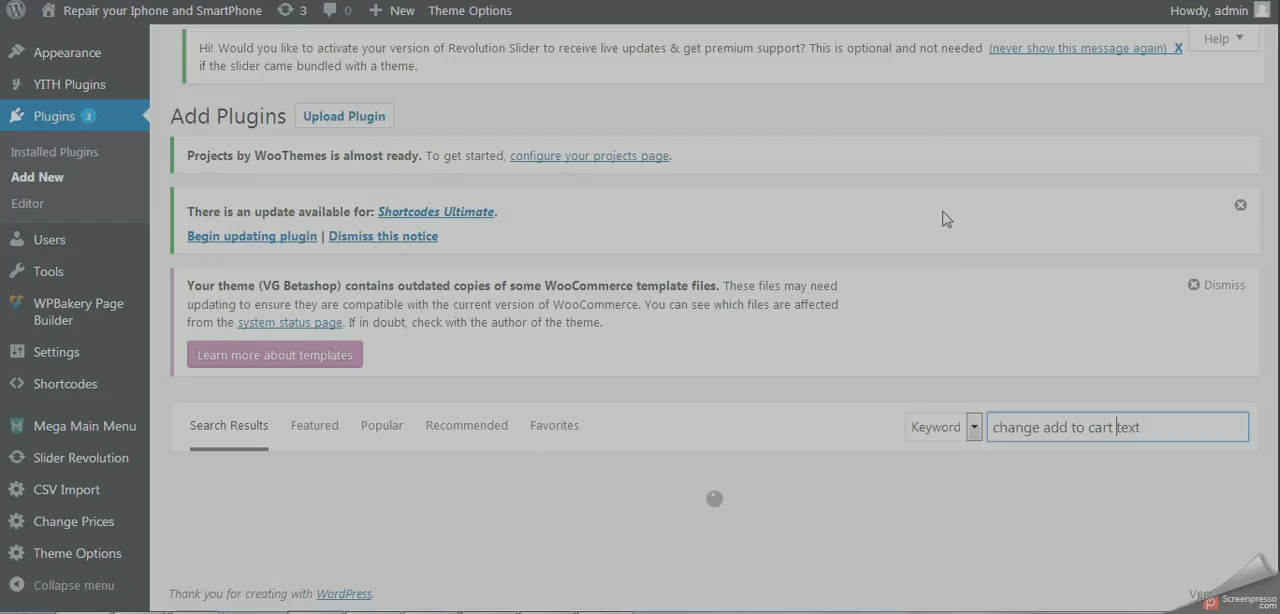 Repair your Iphone and SmartPhone 3 0 New Theme Options Howdy, admin
Appearance
YITH Plugins
Plugins 3
Installed Plugins
Add New
Editor
Users
Tools
WPBakery Page
Builder
Settings
Shortcodes
Mega Main Menu
Slider Revolution
CSV Import
Change Prices
Theme Options
Collapse menu
Help
Hi! Would you like to activate your version of Revolution Slider to receive live updates & get premium support? This is optional and not needed (never show this message again) X
if the slider came bundled with a theme.
Add Plugins Upload Plugin
Projects by WooThemes is almost ready. To get started, configure your projects page.
There is an update available for: Shortcodes Ultimate.
Begin updating plugin | Dismiss this notice
Your theme (VG Betashop) contains outdated copies of some WooCommerce template files. These files may need Dismiss
updating to ensure they are compatible with the current version of WooCommerce. You can see which files are affected
from the system status page. If in doubt, check with the author of the theme.
Learn more about templates
Search Results Featured Popular Recommended Favorites Keyword change add to cart text
Thank you for creating with WordPress.
Screenpresso
.com